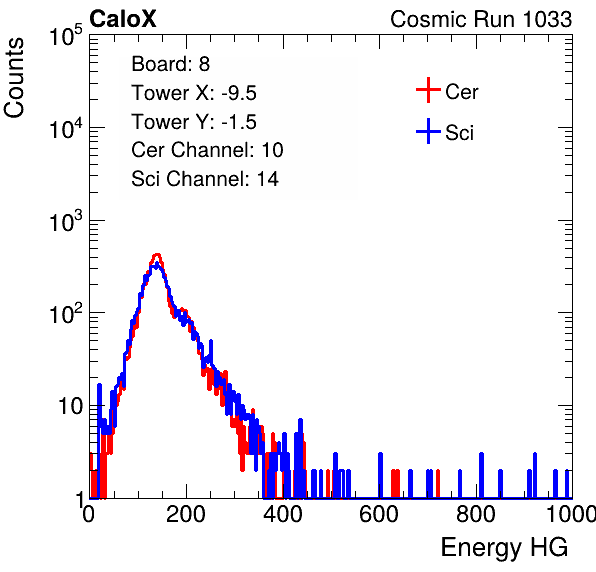 CaloX Cosmic Run 1033
Counts
Board: 8
Tower X: -9.5
Tower Y: -1.5
Cer Channel: 10
Sci Channel: 14
Cer
Sci
10^5
10^4
10^3
10^2
10
1
0 200 400 600 800 1000
Energy HG